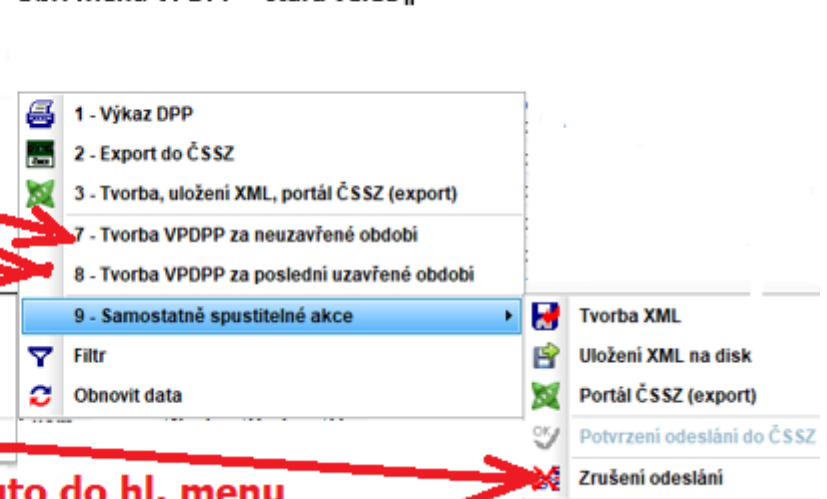 1 - Výkaz DPP
2 - Export do ČSSZ
3 - Tvorba, uložení XML, portál ČSSZ (export)
7 - Tvorba VPDPP za neuzavřené období
8 - Tvorba VPDPP za poslední uzavřené období
9 - Samostatně spustitelné akce
Filtr
Obnovit data
Tvorba XML
Uložení XML na disk
Portál ČSSZ (export)
Potvrzení odeslání do ČSSZ
Zrušení odeslání
do hl. menu